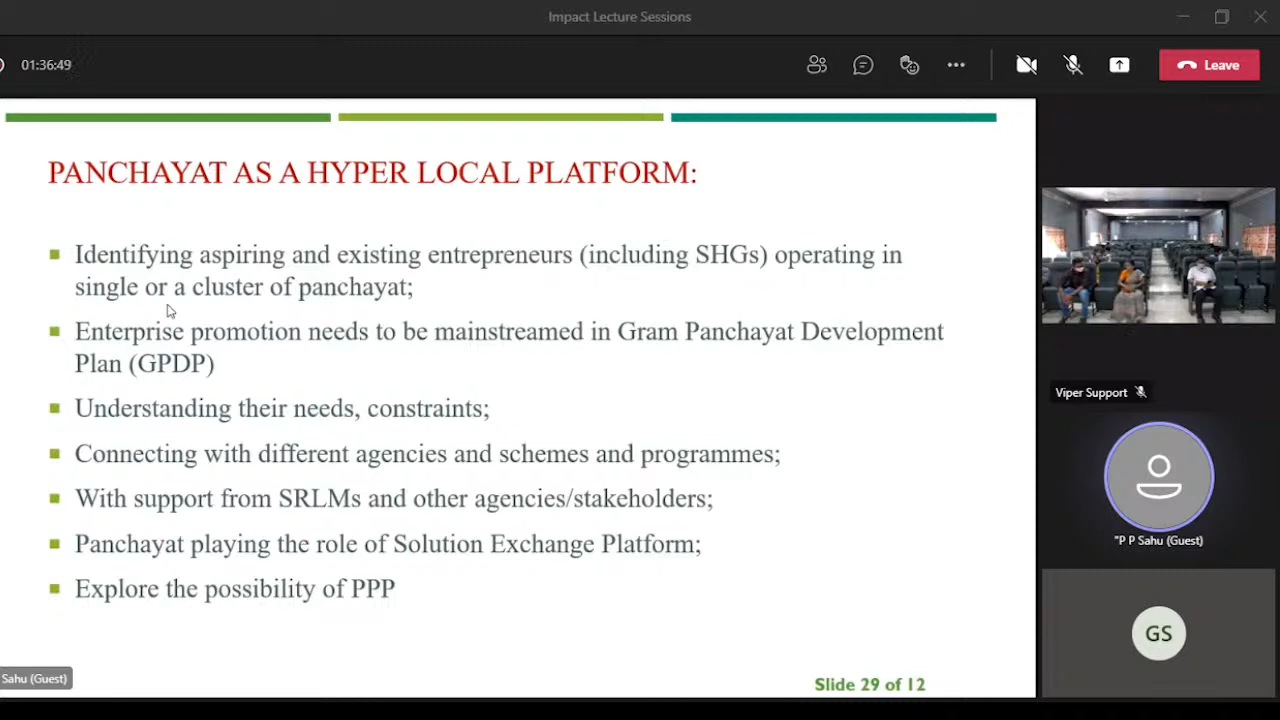 Impact Lecture Sessions
01:36:49
Leave
PANCHAYAT AS A HYPER LOCAL PLATFORM:
Identifying aspiring and existing entrepreneurs (including SHGs) operating in
single or a cluster of panchayat;
Enterprise promotion needs to be mainstreamed in Gram Panchayat Development
Plan (GPDP)
Understanding their needs, constraints;
Connecting with different agencies and schemes and programmes;
With support from SRLMs and other agencies/stakeholders;
Panchayat playing the role of Solution Exchange Platform;
Explore the possibility of PPP
Slide 29 of 12
Sahu (Guest)
Viper Support
"P P Sahu (Guest)
GS